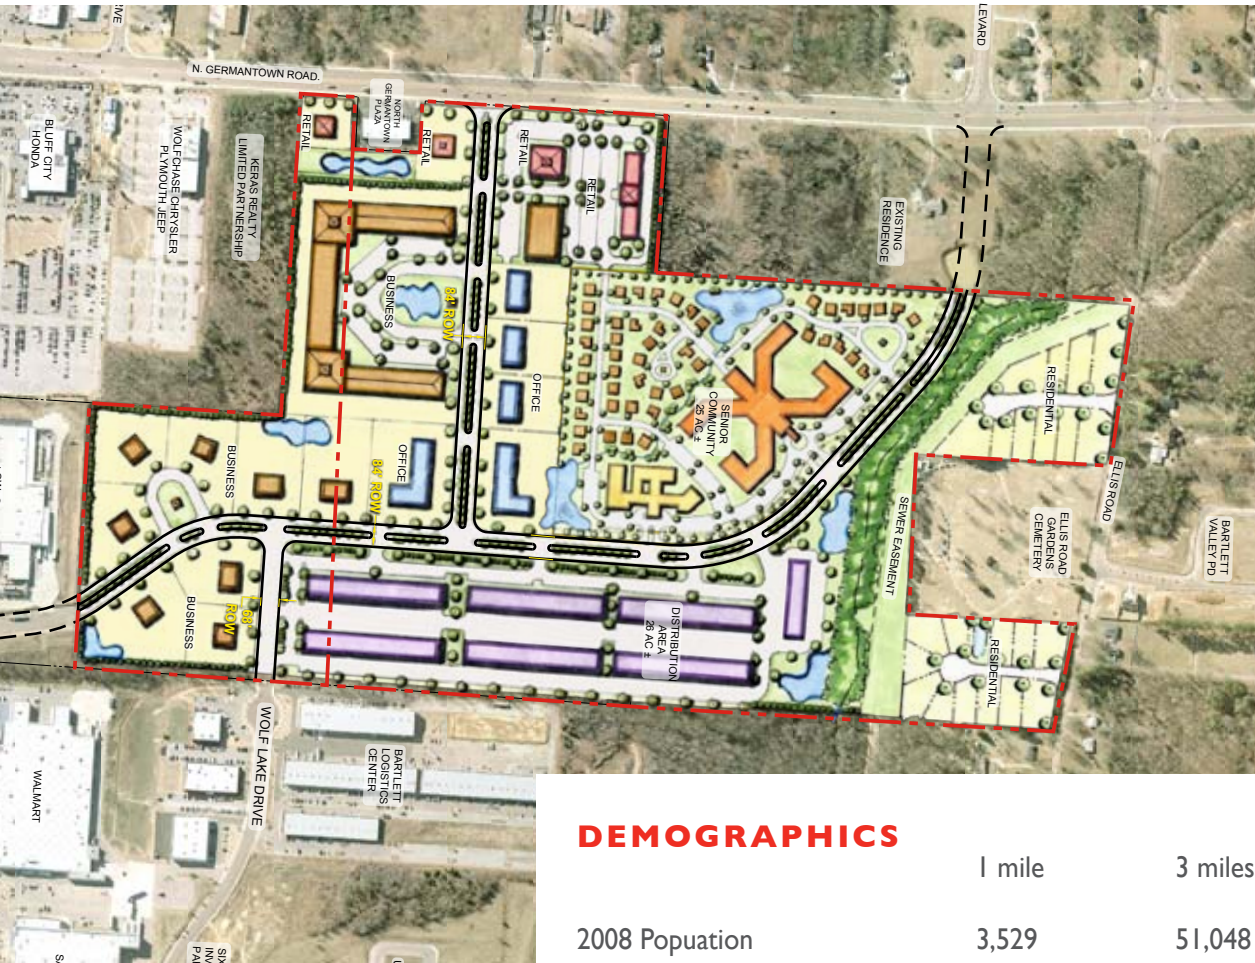 LEVARD
N. GERMANTOWN ROAD.
NORTH
GERMANTOWN
PLAZA
BLUFF CITY
HONDA
WOLFCHASE CHRYSLER
PLYMOUTH JEEP
KERAS REALTY
LIMITED PARTNERSHIP
RETAIL
RETAIL
RETAIL
RETAIL
EXISTING
RESIDENCE
BUSINESS
84' ROW
OFFICE
SENIOR
COMMUNITY
25 AC ±
RESIDENTIAL
BUSINESS
OFFICE
84' ROW
ELLIS ROAD
SEWER EASEMENT
ELLIS ROAD
GARDENS
CEMETERY
BARTLETT
VALLEY PD
BUSINESS
68'
ROW
DISTRIBUTION
AREA
26 AC ±
RESIDENTIAL
WOLF LAKE DRIVE
BARTLETT
LOGISTICS
CENTER
WALMART
DEMOGRAPHICS
1 mile 3 miles
2008 Popuation 3,529 51,048